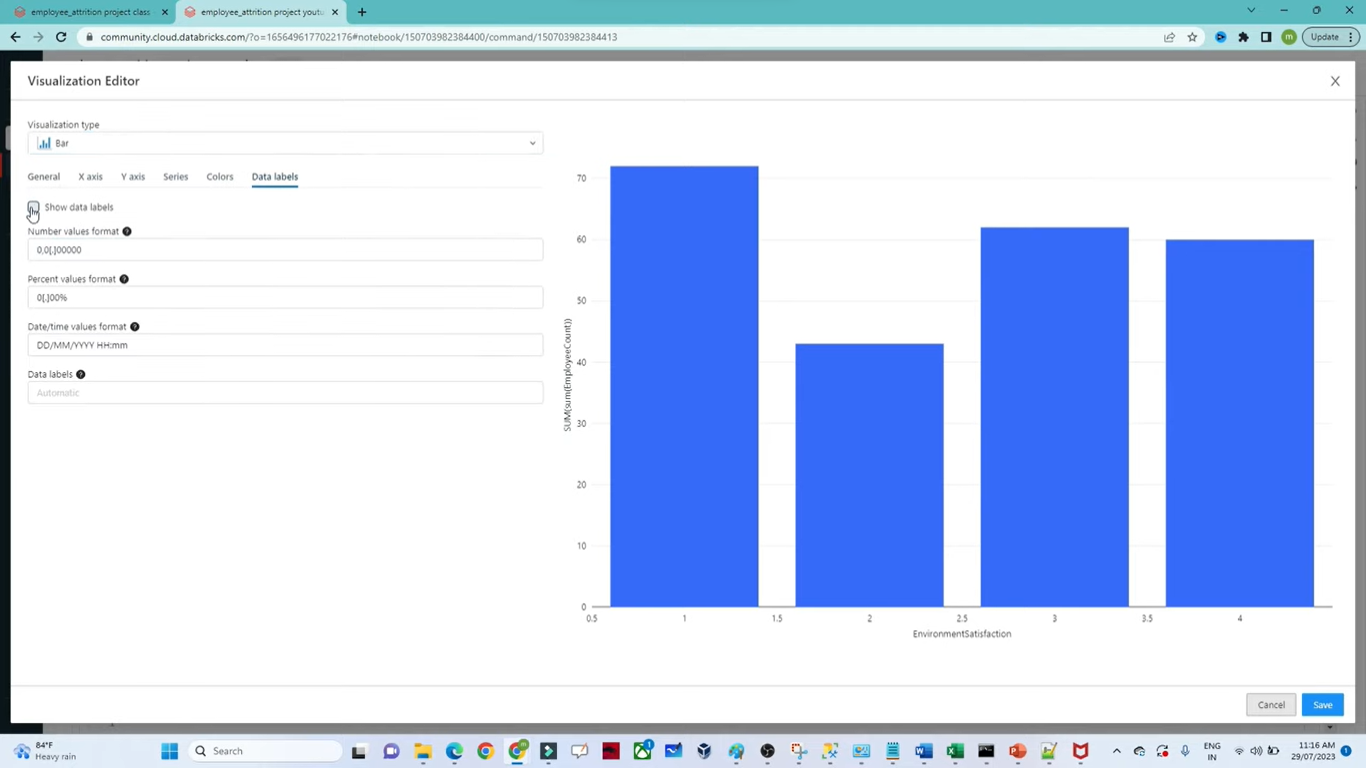 employee_attrition project class
employee_attrition project youtu
community.cloud.databricks.com/?o=1656496177022176#notebook/150703982384400/command/150703982384413
Update
Visualization Editor
Visualization type
Bar
General
X axis
Y axis
Series
Colors
Data labels
Show data labels
Number values format
0,0[.]00000
Percent values format
0[.]00%
Date/time values format
DD/MM/YYYY HH:mm
Data labels
Automatic
70
60
50
40
30
20
10
0
SUM(sum(EmployeeCount))
0.5 1 1.5 2 2.5 3 3.5 4
EnvironmentSatisfaction
Cancel
Save
84°F
Heavy rain
Search
ENG
IN
11:16 AM
29/07/2023